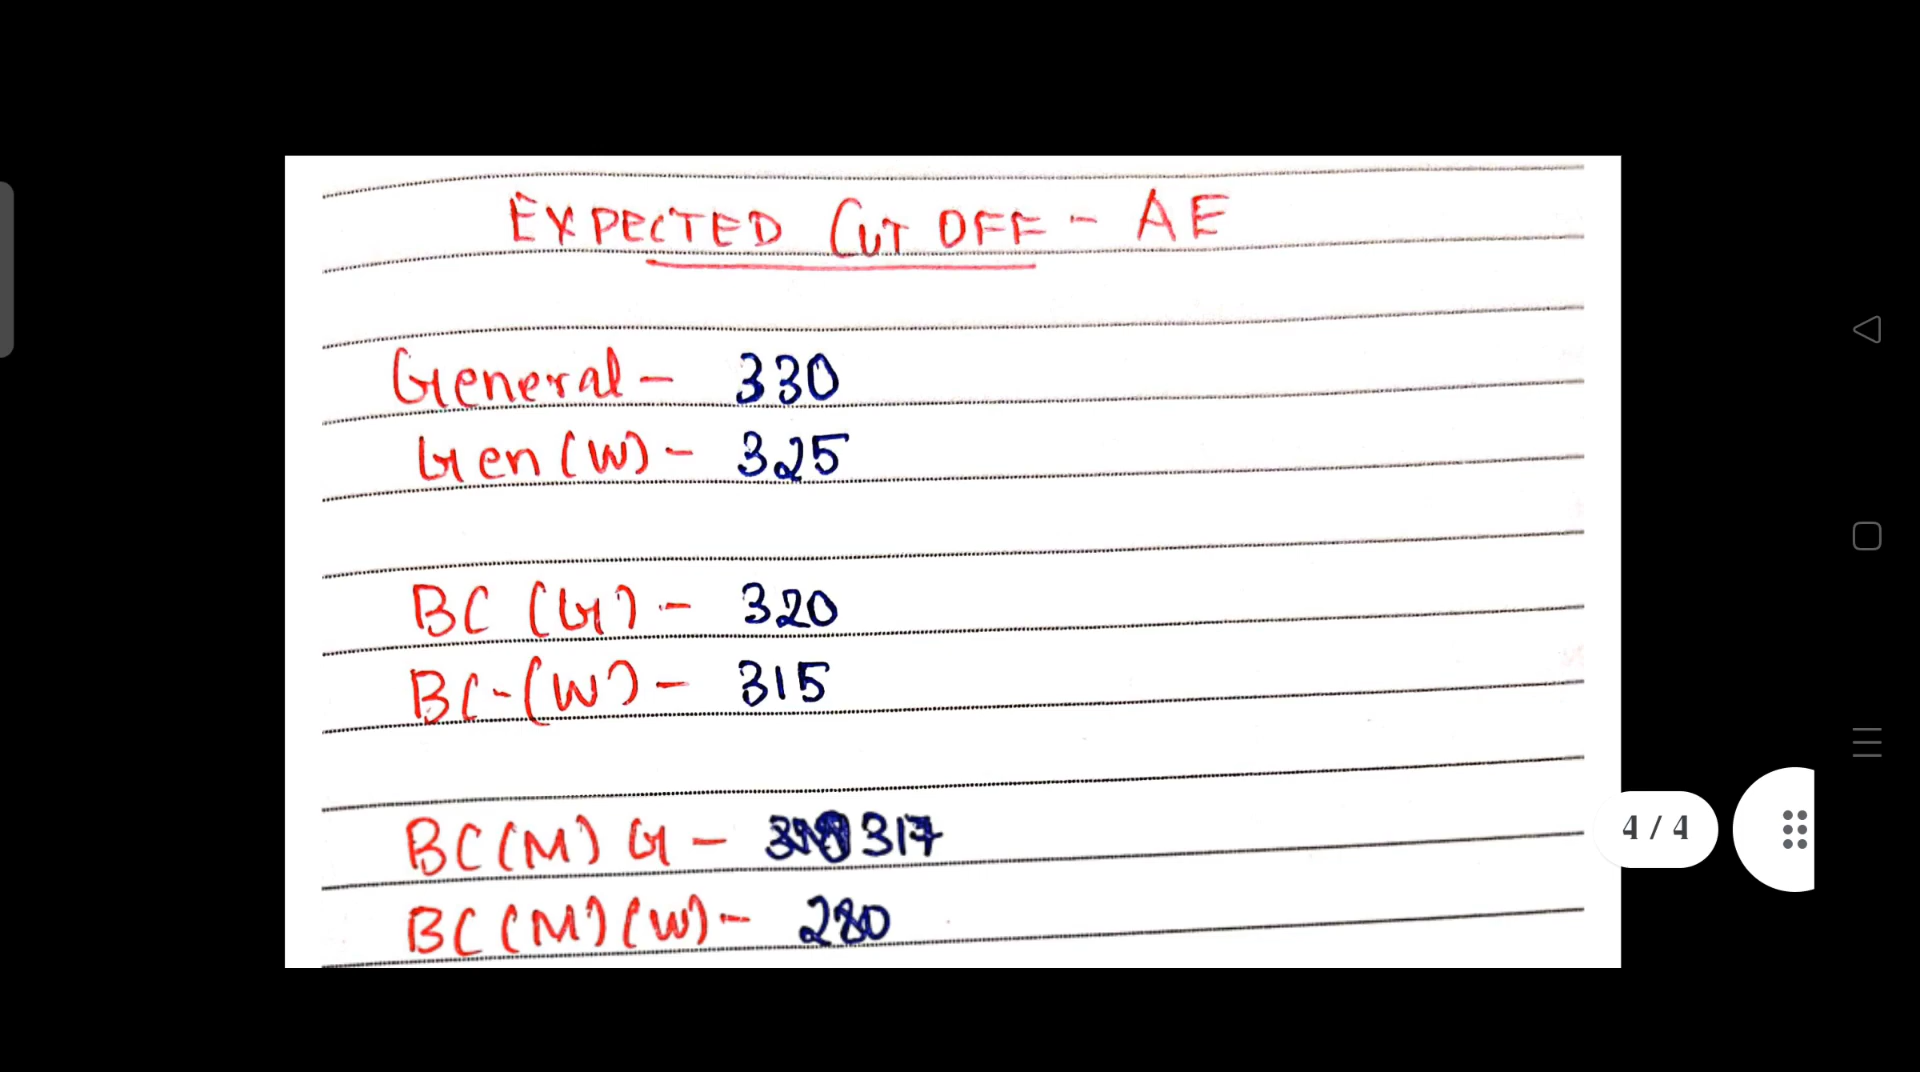 EXPECTED CUT OFF - AE
General - 330
Gen (W) - 325
BC (G) - 320
BC-(W) - 315
BC(M) G - 317
BC(M)(W) - 280
4 / 4